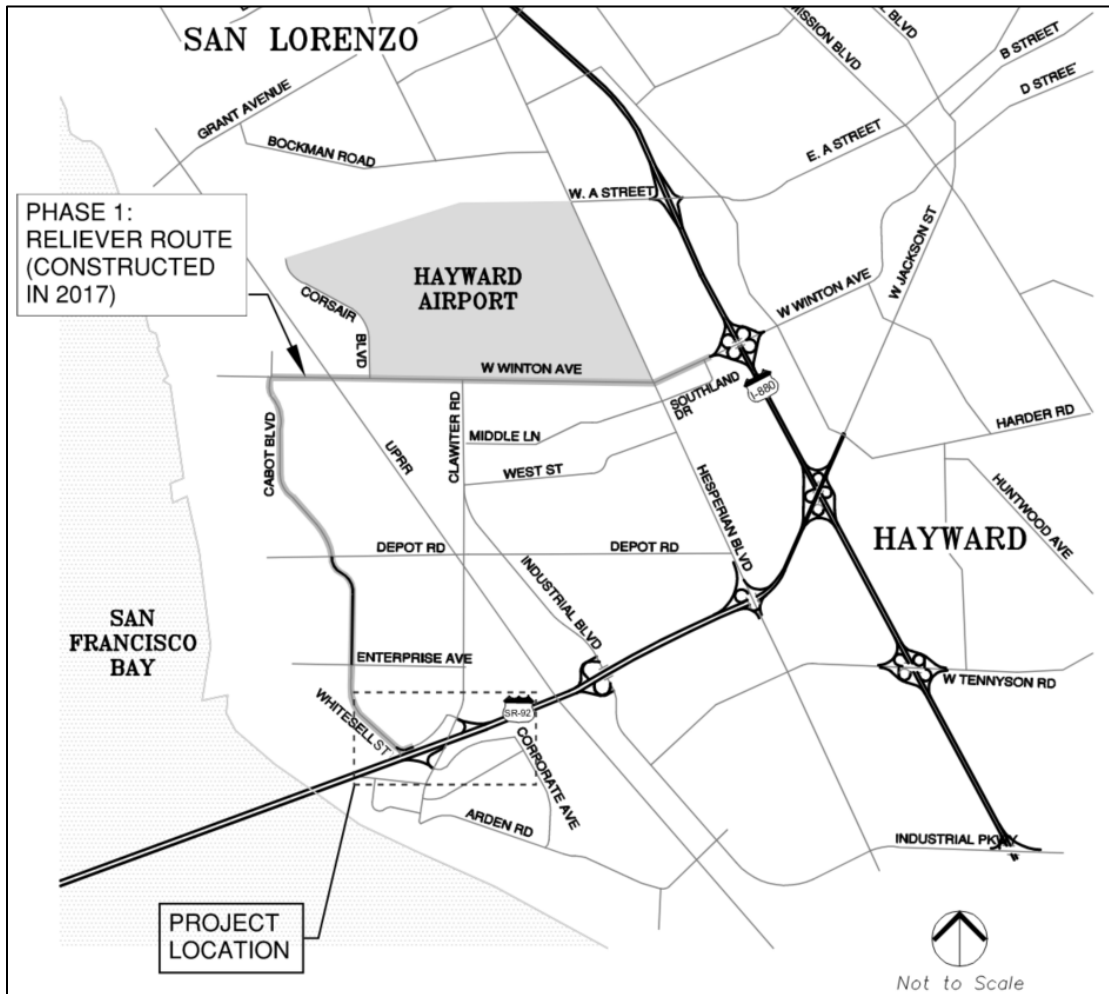 SAN LORENZO
MISSION BLVD
BLVD
B STREET
D STREET
GRANT AVENUE
BOCKMAN ROAD
E. A STREET
W. A STREET
W JACKSON ST
PHASE 1:
RELIEVER ROUTE
(CONSTRUCTED
IN 2017)
HAYWARD
AIRPORT
CORSAIR
BLVD
W WINTON AVE
W WINTON AVE
SOUTHLAND
DR
I-880
HARDER RD
CABOT BLVD
UPRR
CLAWITER RD
MIDDLE LN
WEST ST
HESPERIAN BLVD
HUNTWOOD AVE
HAYWARD
DEPOT RD
DEPOT RD
INDUSTRIAL BLVD
SAN
FRANCISCO
BAY
ENTERPRISE AVE
W TENNYSON RD
WHITESELL ST
SR-92
CORRORATE AVE
ARDEN RD
INDUSTRIAL PKWY
PROJECT
LOCATION
Not to Scale